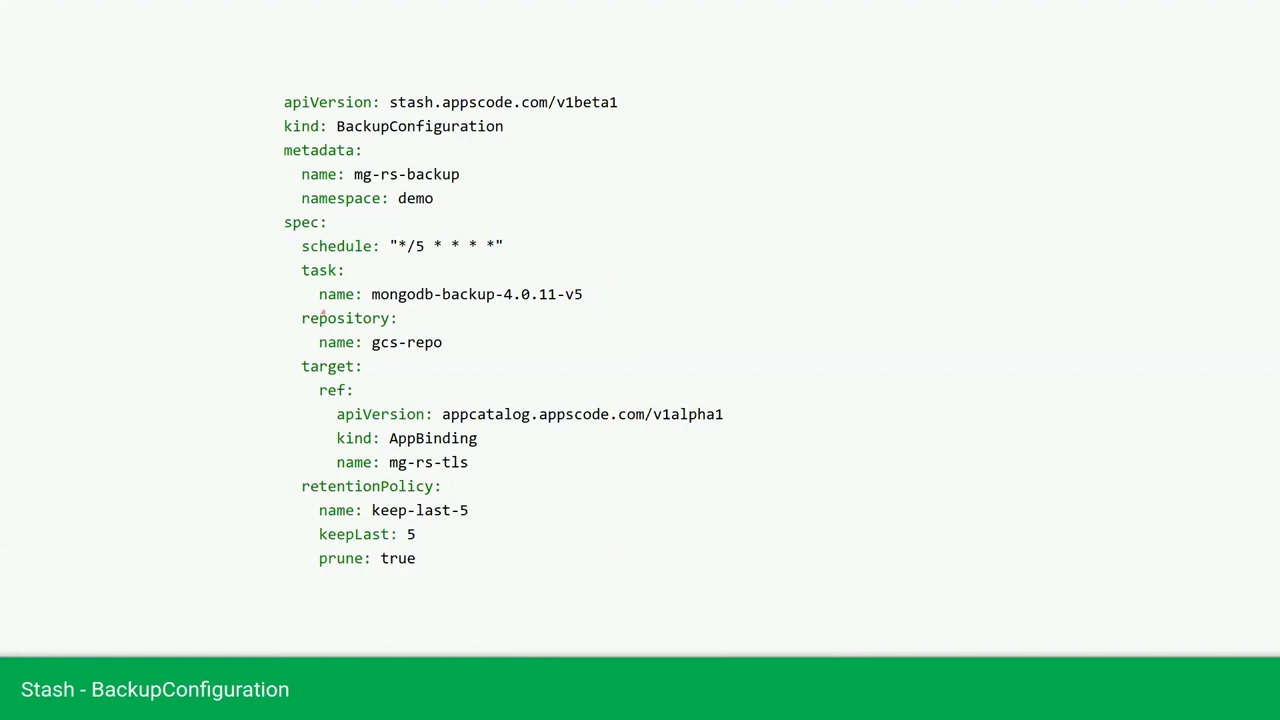 apiVersion: stash.appscode.com/v1beta1
kind: BackupConfiguration
metadata:
  name: mg-rs-backup
  namespace: demo
spec:
  schedule: "*/5 * * * *"
  task:
    name: mongodb-backup-4.0.11-v5
  repository:
    name: gcs-repo
  target:
    ref:
      apiVersion: appcatalog.appscode.com/v1alpha1
      kind: AppBinding
      name: mg-rs-tls
  retentionPolicy:
    name: keep-last-5
    keepLast: 5
    prune: true
Stash - BackupConfiguration